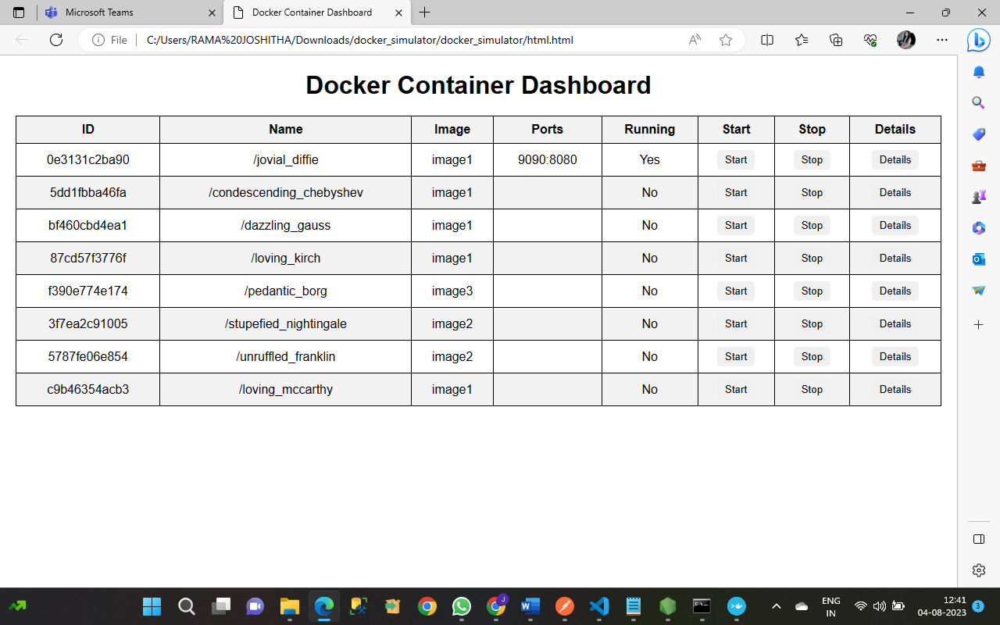 Microsoft Teams
Docker Container Dashboard
File
C:/Users/RAMA%20JOSHITHA/Downloads/docker_simulator/docker_simulator/html.html
Docker Container Dashboard
ID Name Image Ports Running Start Stop Details
0e3131c2ba90 /jovial_diffie image1 9090:8080 Yes Start Stop Details
5dd1fbba46fa /condescending_chebyshev image1 No Start Stop Details
bf460cbd4ea1 /dazzling_gauss image1 No Start Stop Details
87cd57f3776f /loving_kirch image1 No Start Stop Details
f390e774e174 /pedantic_borg image3 No Start Stop Details
3f7ea2c91005 /stupefied_nightingale image2 No Start Stop Details
5787fe06e854 /unruffled_franklin image2 No Start Stop Details
c9b46354acb3 /loving_mccarthy image1 No Start Stop Details
J
ENG
IN
12:41
04-08-2023
3